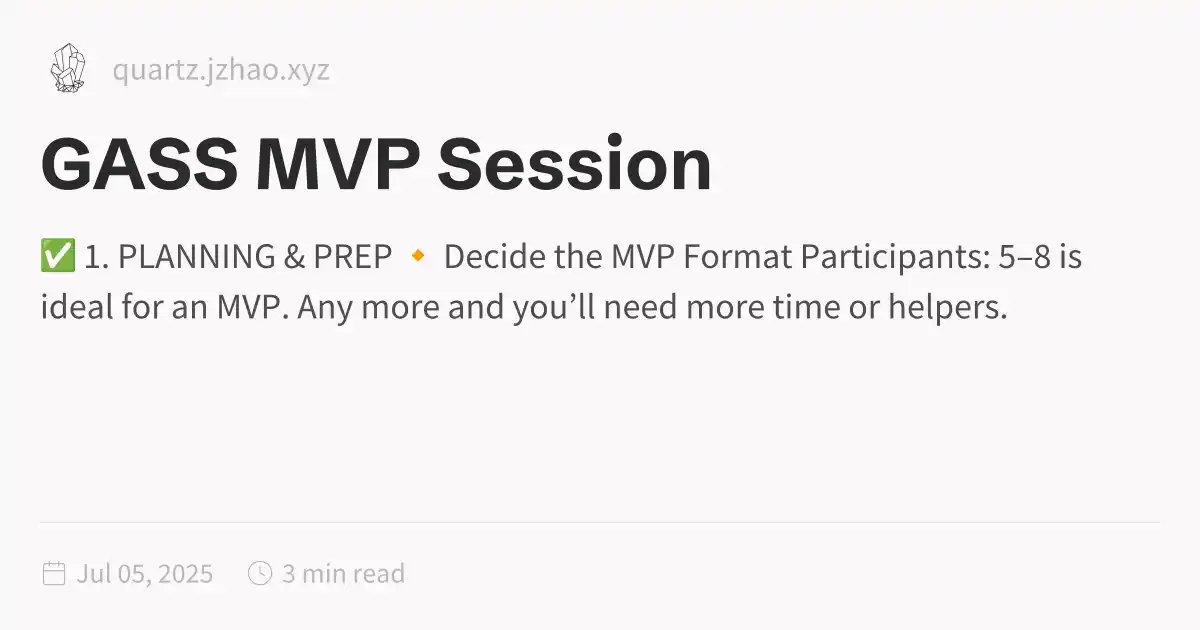 quartz.jzhao.xyz
GASS MVP Session
✅ 1. PLANNING & PREP 🔸 Decide the MVP Format Participants: 5–8 is
ideal for an MVP. Any more and you’ll need more time or helpers.
Jul 05, 2025 3 min read